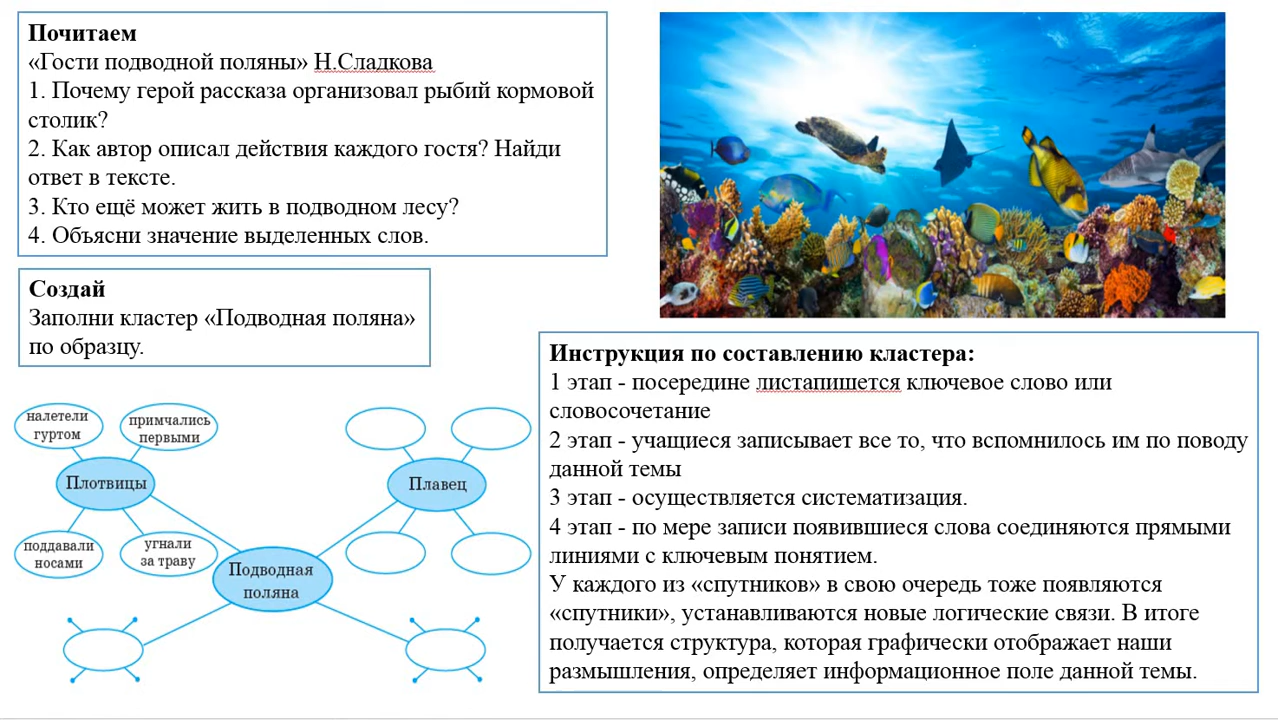 Почитаем
«Гости подводной поляны» Н.Сладкова
1. Почему герой рассказа организовал рыбий кормовой
столик?
2. Как автор описал действия каждого гостя? Найди
ответ в тексте.
3. Кто ещё может жить в подводном лесу?
4. Объясни значение выделенных слов.
Создай
Заполни кластер «Подводная поляна»
по образцу.
налетели
гуртом
примчались
первыми
Плотвицы
поддавали
носами
угнали
за траву
Плавец
Подводная
поляна
Инструкция по составлению кластера:
1 этап - посередине листапишется ключевое слово или
словосочетание
2 этап - учащиеся записывает все то, что вспомнилось им по поводу
данной темы
3 этап - осуществляется систематизация.
4 этап - по мере записи появившиеся слова соединяются прямыми
линиями с ключевым понятием.
У каждого из «спутников» в свою очередь тоже появляются
«спутники», устанавливаются новые логические связи. В итоге
получается структура, которая графически отображает наши
размышления, определяет информационное поле данной темы.